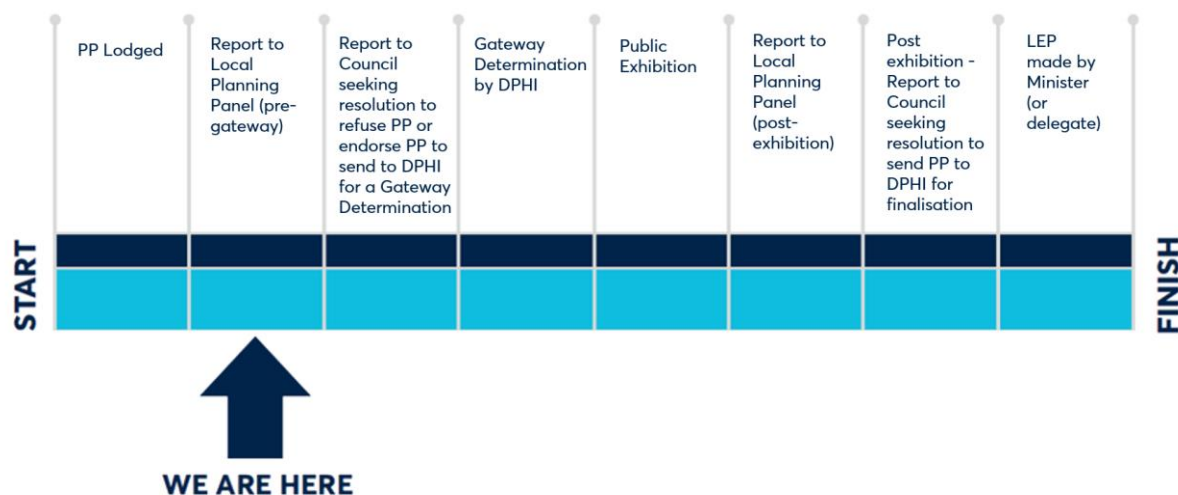 START
PP Lodged
Report to
Local
Planning
Panel (pre-
gateway)
Report to
Council
seeking
resolution to
refuse PP or
endorse PP to
send to DPHI
for a Gateway
Determination
Gateway
Determination
by DPHI
Public
Exhibition
Report to
Local
Planning
Panel
(post-
exhibition)
Post
exhibition -
Report to
Council
seeking
resolution to
send PP to
DPHI for
finalisation
LEP
made by
Minister
(or
delegate)
FINISH
WE ARE HERE